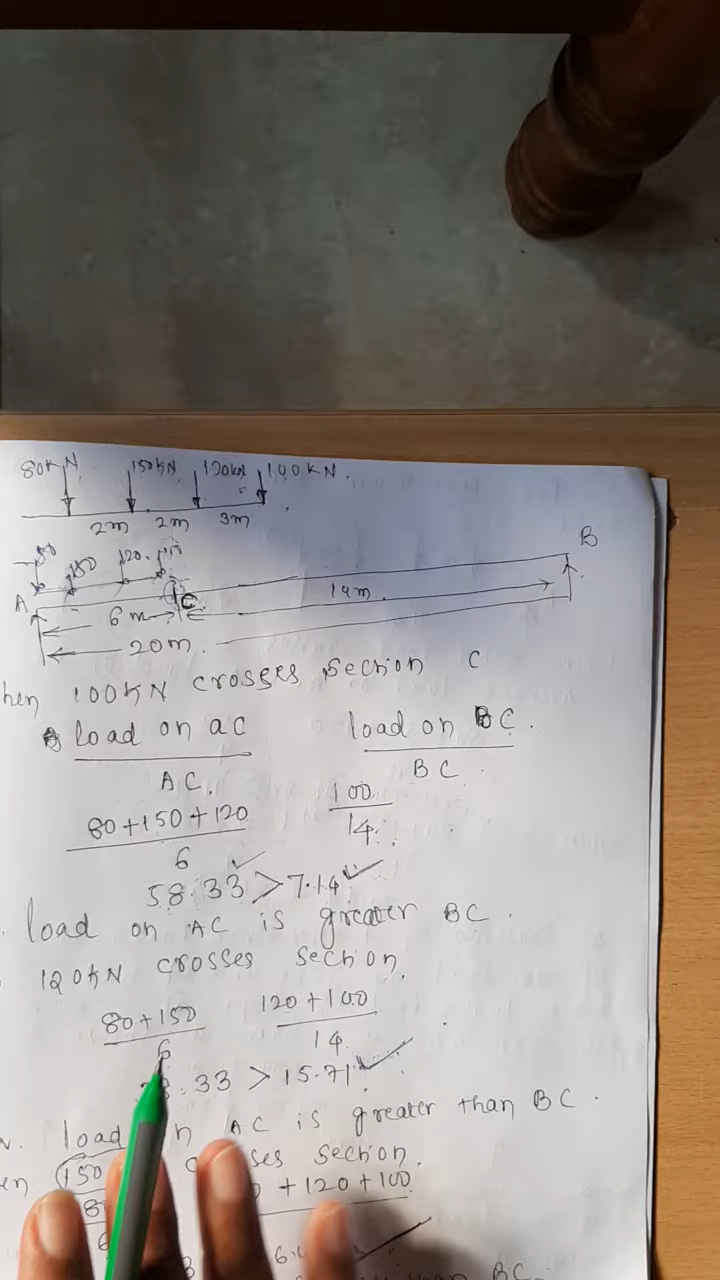 80KN 150KN 120KN 100KN.
2m 2m 3m
80 150 120
A B
6m C 14m
20m
100KN crosses section C
load on ac load on BC.
AC. BC
80+150+120 100
6 14
58.33 > 7.14
load on AC is greater BC.
120KN crosses section.
80+150 120+100
6 14
.33 > 15.71
load AC is greater than BC.
150 section.
+120+100
BC